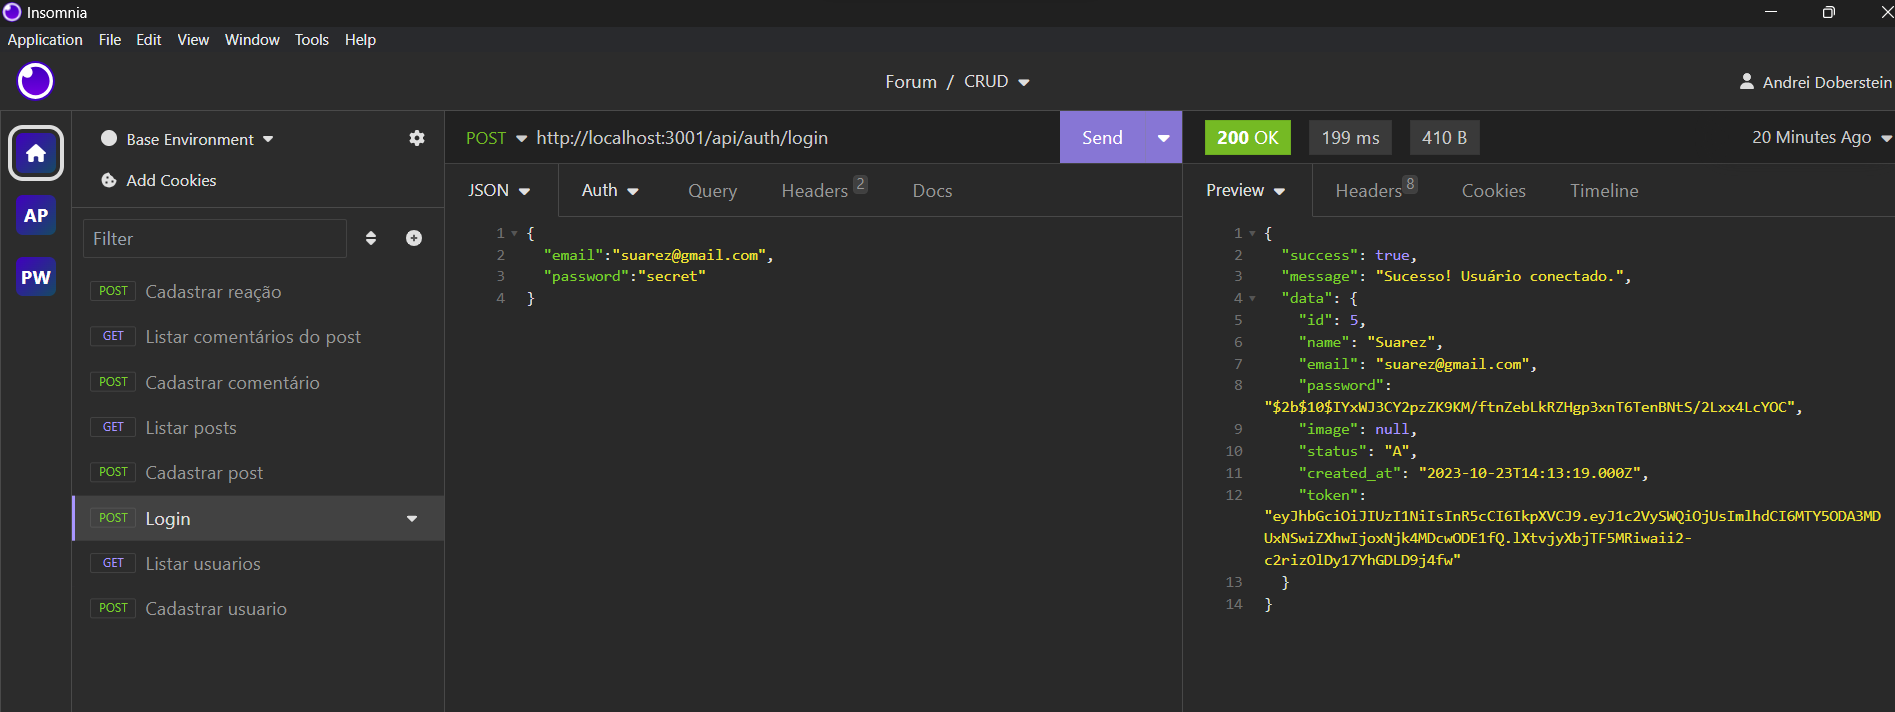 Insomnia
Application File Edit View Window Tools Help
Forum / CRUD
Andrei Doberstein
AP
PW
Base Environment
Add Cookies
Filter
POST Cadastrar reação
GET Listar comentários do post
POST Cadastrar comentário
GET Listar posts
POST Cadastrar post
POST Login
GET Listar usuarios
POST Cadastrar usuario
POST http://localhost:3001/api/auth/login
Send
JSON Auth Query Headers 2 Docs
1 {
2 "email":"suarez@gmail.com",
3 "password":"secret"
4 }
200 OK 199 ms 410 B 20 Minutes Ago
Preview Headers 8 Cookies Timeline
1 {
2 "success": true,
3 "message": "Sucesso! Usuário conectado.",
4 "data": {
5 "id": 5,
6 "name": "Suarez",
7 "email": "suarez@gmail.com",
8 "password":
"$2b$10$IYxWJ3CY2pzZK9KM/ftnZebLkRZHgp3xnT6TenBNtS/2Lxx4LcYOC",
9 "image": null,
10 "status": "A",
11 "created_at": "2023-10-23T14:13:19.000Z",
12 "token":
"eyJhbGciOiJIUzI1NiIsInR5cCI6IkpXVCJ9.eyJ1c2VySWQiOjUsImlhdCI6MTY5ODA3MD
UxNSwiZXhwIjoxNjk4MDcwODE1fQ.lXtvjyXbjTF5MRiwaii2-
c2rizOlDy17YhGDLD9j4fw"
13 }
14 }